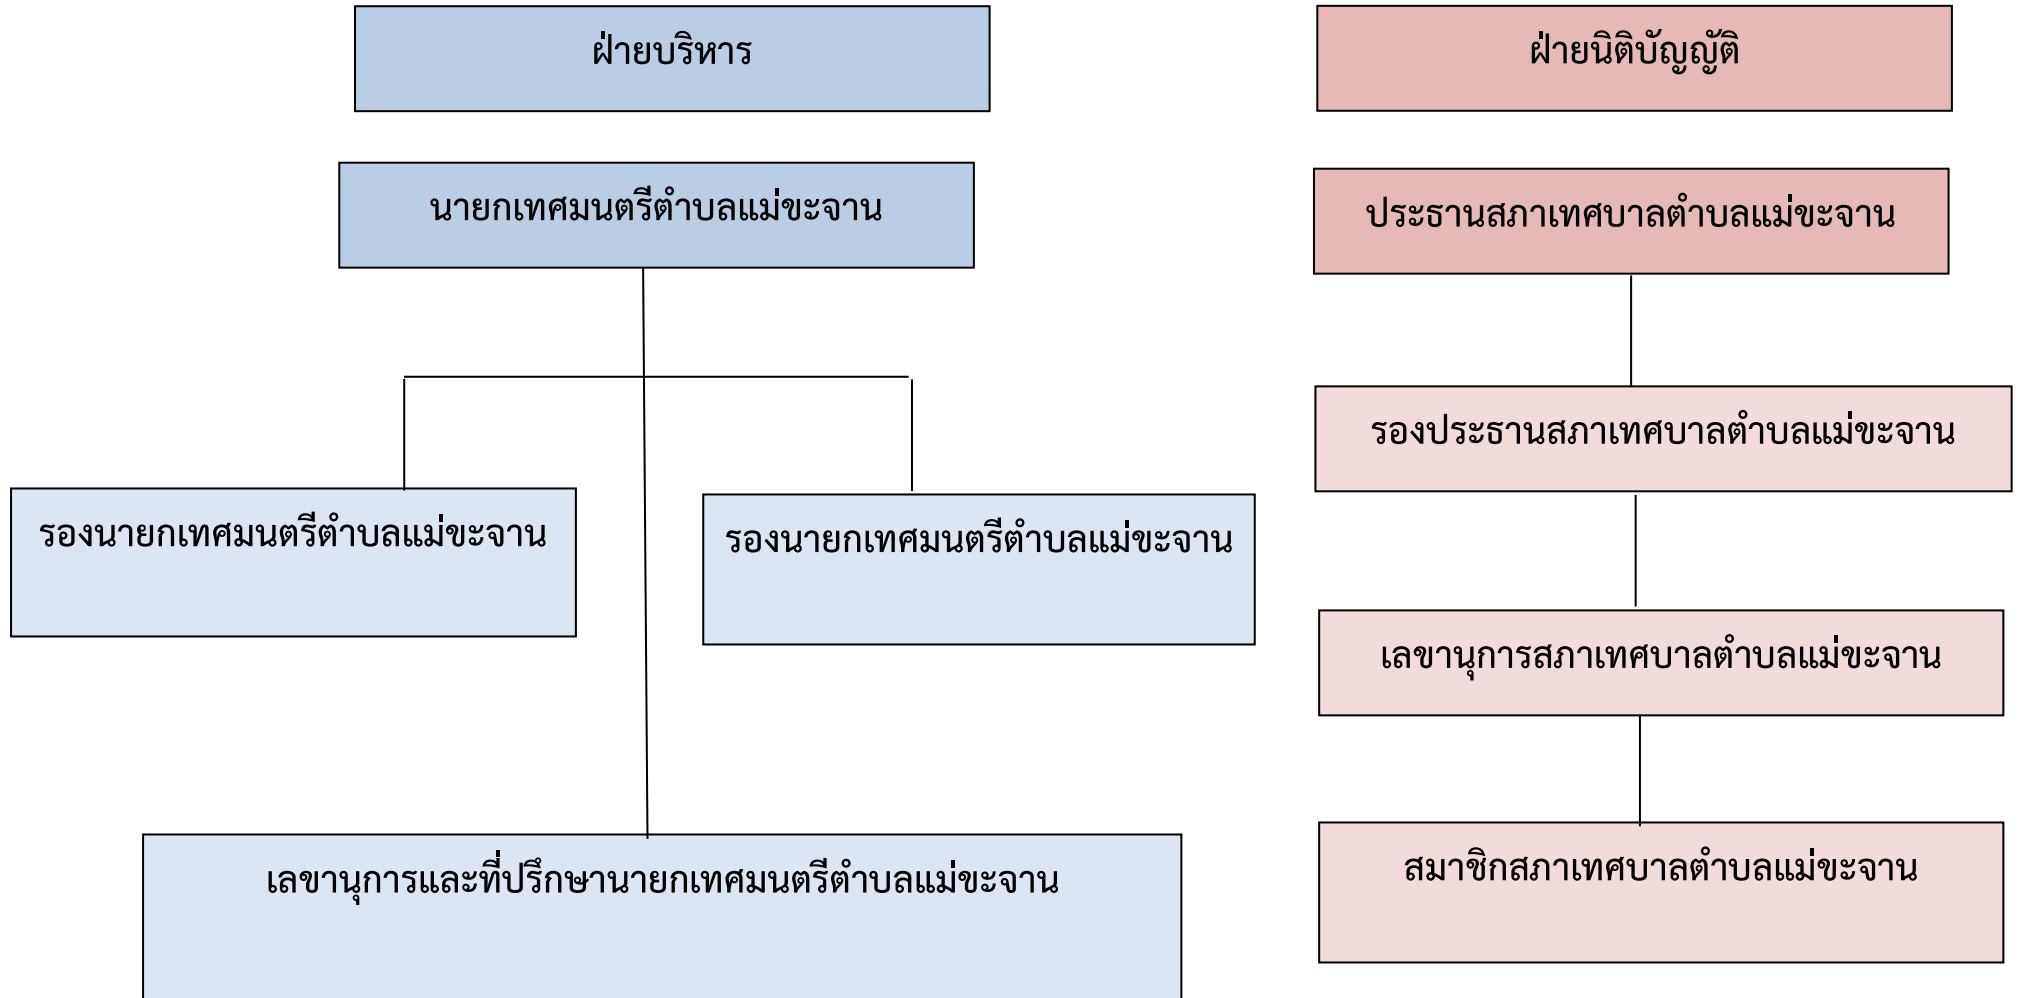 ฝ่ายบริหาร
นายกเทศมนตรีตำบลแม่ขะจาน
รองนายกเทศมนตรีตำบลแม่ขะจาน
รองนายกเทศมนตรีตำบลแม่ขะจาน
เลขานุการและที่ปรึกษานายกเทศมนตรีตำบลแม่ขะจาน
ฝ่ายนิติบัญญัติ
ประธานสภาเทศบาลตำบลแม่ขะจาน
รองประธานสภาเทศบาลตำบลแม่ขะจาน
เลขานุการสภาเทศบาลตำบลแม่ขะจาน
สมาชิกสภาเทศบาลตำบลแม่ขะจาน